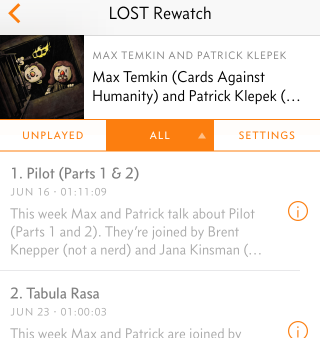 LOST Rewatch
MAX TEMKIN AND PATRICK KLEPEK
Max Temkin (Cards Against
Humanity) and Patrick Klepek (...
UNPLAYED ALL SETTINGS
1. Pilot (Parts 1 & 2)
JUN 16 · 01:11:09
This week Max and Patrick talk about Pilot
(Parts 1 and 2). They're joined by Brent
Knepper (not a nerd) and Jana Kinsman (...
2. Tabula Rasa
JUN 23 · 01:00:03
This week Max and Patrick are joined by